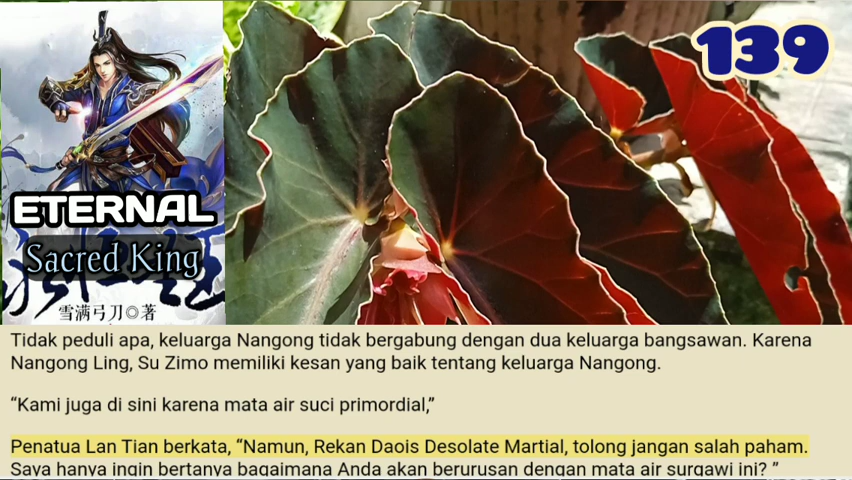 139
ETERNAL
Sacred King
雪满弓刀◎著
Tidak peduli apa, keluarga Nangong tidak bergabung dengan dua keluarga bangsawan. Karena
Nangong Ling, Su Zimo memiliki kesan yang baik tentang keluarga Nangong.
“Kami juga di sini karena mata air suci primordial,”
Penatua Lan Tian berkata, “Namun, Rekan Daois Desolate Martial, tolong jangan salah paham.
Saya hanya ingin bertanya bagaimana Anda akan berurusan dengan mata air surgawi ini? ”